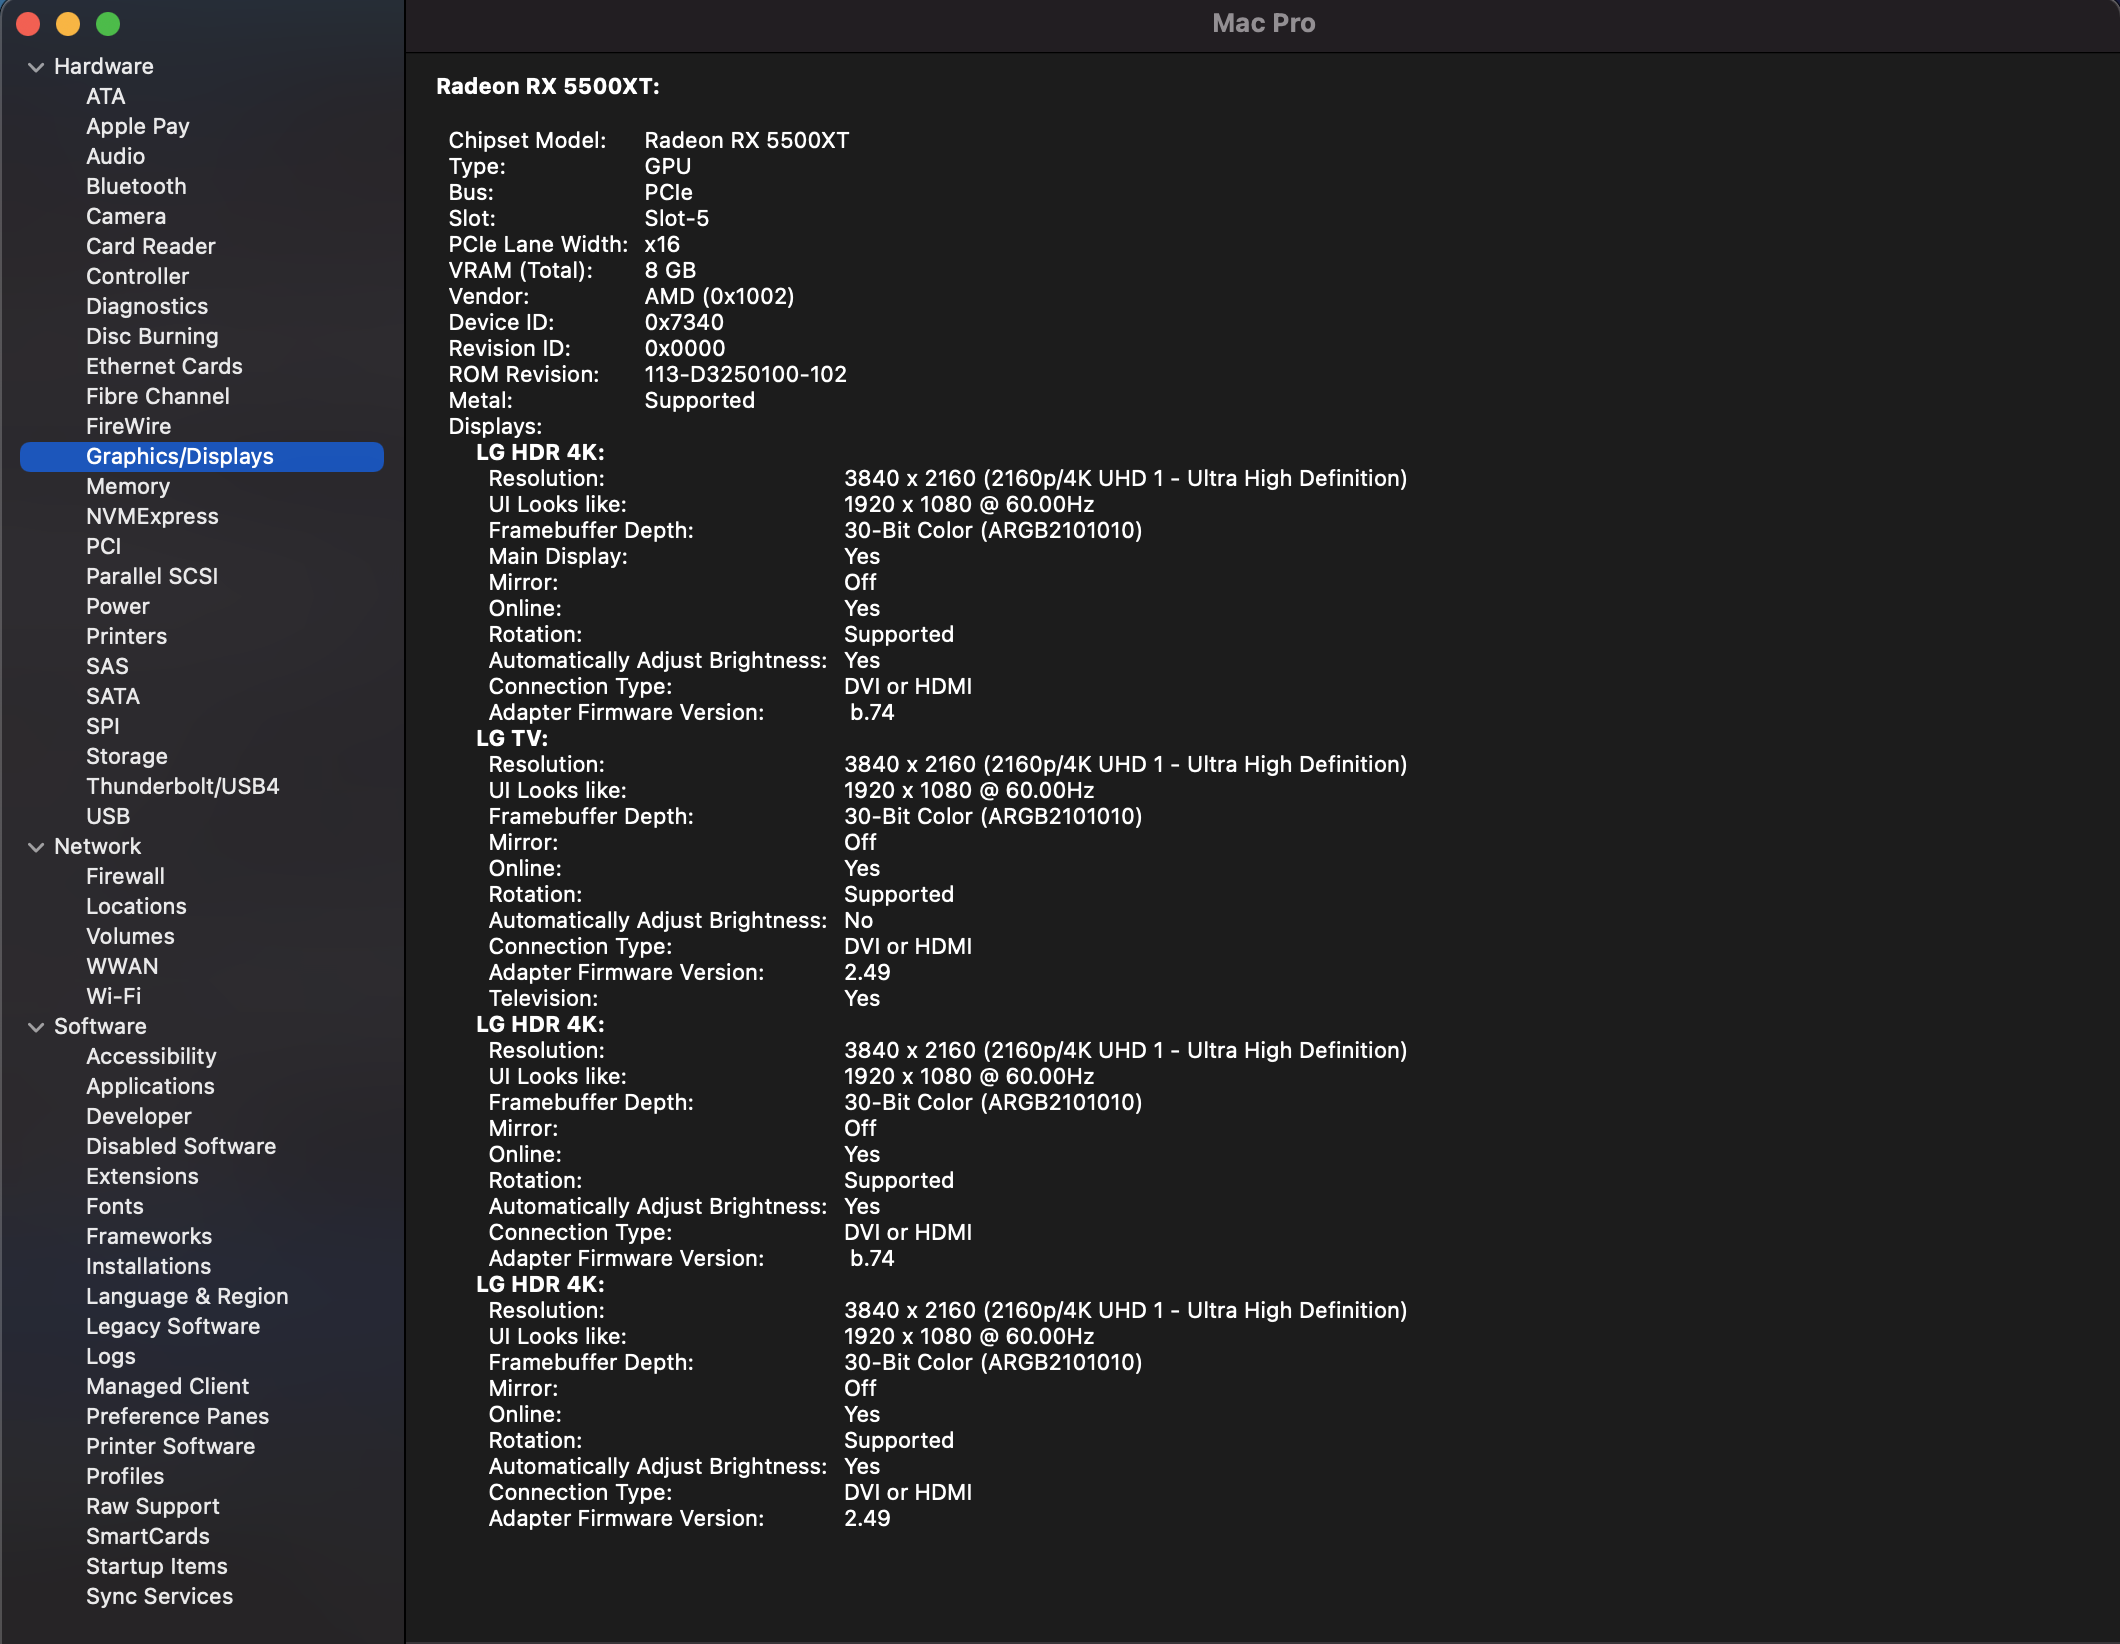 Mac Pro
Hardware
ATA
Apple Pay
Audio
Bluetooth
Camera
Card Reader
Controller
Diagnostics
Disc Burning
Ethernet Cards
Fibre Channel
FireWire
Graphics/Displays
Memory
NVMExpress
PCI
Parallel SCSI
Power
Printers
SAS
SATA
SPI
Storage
Thunderbolt/USB4
USB
Network
Firewall
Locations
Volumes
WWAN
Wi-Fi
Software
Accessibility
Applications
Developer
Disabled Software
Extensions
Fonts
Frameworks
Installations
Language & Region
Legacy Software
Logs
Managed Client
Preference Panes
Printer Software
Profiles
Raw Support
SmartCards
Startup Items
Sync Services
Radeon RX 5500XT:
Chipset Model: Radeon RX 5500XT
Type: GPU
Bus: PCIe
Slot: Slot-5
PCIe Lane Width: x16
VRAM (Total): 8 GB
Vendor: AMD (0x1002)
Device ID: 0x7340
Revision ID: 0x0000
ROM Revision: 113-D3250100-102
Metal: Supported
Displays:
LG HDR 4K:
Resolution: 3840 x 2160 (2160p/4K UHD 1 - Ultra High Definition)
UI Looks like: 1920 x 1080 @ 60.00Hz
Framebuffer Depth: 30-Bit Color (ARGB2101010)
Main Display: Yes
Mirror: Off
Online: Yes
Rotation: Supported
Automatically Adjust Brightness: Yes
Connection Type: DVI or HDMI
Adapter Firmware Version: b.74
LG TV:
Resolution: 3840 x 2160 (2160p/4K UHD 1 - Ultra High Definition)
UI Looks like: 1920 x 1080 @ 60.00Hz
Framebuffer Depth: 30-Bit Color (ARGB2101010)
Mirror: Off
Online: Yes
Rotation: Supported
Automatically Adjust Brightness: No
Connection Type: DVI or HDMI
Adapter Firmware Version: 2.49
Television: Yes
LG HDR 4K:
Resolution: 3840 x 2160 (2160p/4K UHD 1 - Ultra High Definition)
UI Looks like: 1920 x 1080 @ 60.00Hz
Framebuffer Depth: 30-Bit Color (ARGB2101010)
Mirror: Off
Online: Yes
Rotation: Supported
Automatically Adjust Brightness: Yes
Connection Type: DVI or HDMI
Adapter Firmware Version: b.74
LG HDR 4K:
Resolution: 3840 x 2160 (2160p/4K UHD 1 - Ultra High Definition)
UI Looks like: 1920 x 1080 @ 60.00Hz
Framebuffer Depth: 30-Bit Color (ARGB2101010)
Mirror: Off
Online: Yes
Rotation: Supported
Automatically Adjust Brightness: Yes
Connection Type: DVI or HDMI
Adapter Firmware Version: 2.49